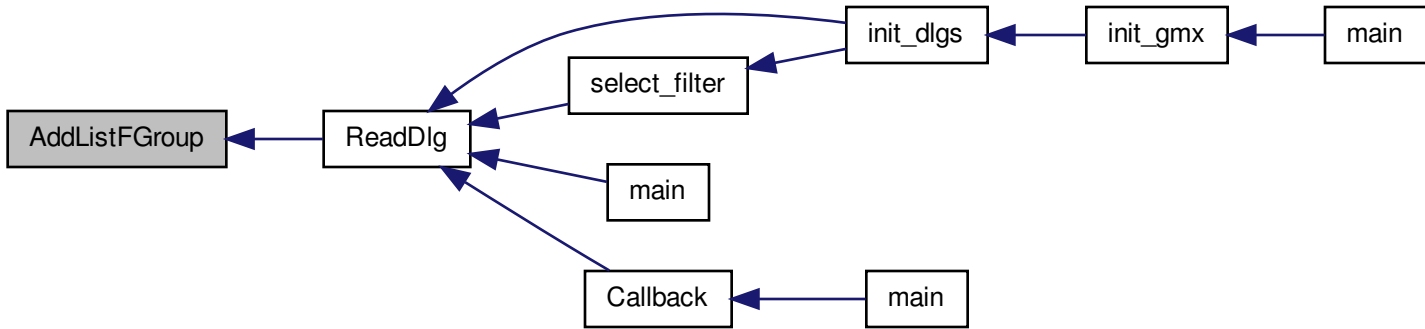 init_dlgs
init_gmx
main
select_filter
AddListFGroup
ReadDlg
main
Callback
main